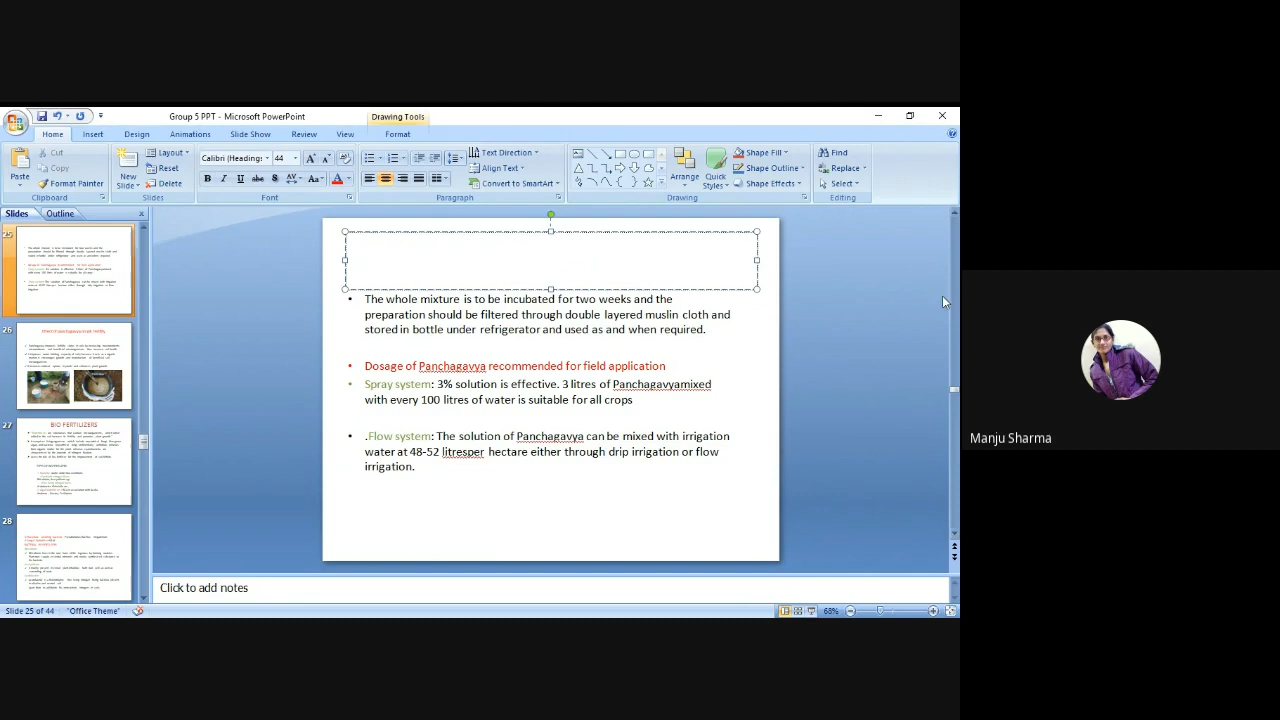 Group 5 PPT - Microsoft PowerPoint
Drawing Tools
Home Insert Design Animations Slide Show Review View Format
Paste
Cut
Copy
Format Painter
Clipboard
New Slide
Layout
Reset
Delete
Slides
Calibri (Headings) 44
B I U abc S AV Aa A
Font
Text Direction
Align Text
Convert to SmartArt
Paragraph
Arrange
Quick Styles
Shape Fill
Shape Outline
Shape Effects
Drawing
Find
Replace
Select
Editing
Slides Outline
25
26
27
BIO FERTILIZERS
28
• The whole mixture is to be incubated for two weeks and the
preparation should be filtered through double layered muslin cloth and
stored in bottle under refrigerator and used as and when required.
• Dosage of Panchagavya recommended for field application
• Spray system: 3% solution is effective. 3 litres of Panchagavyamixed
with every 100 litres of water is suitable for all crops
• .Flow system: The solution of Panchagavya can be mixed with irrigation
water at 48-52 hectare either through drip irrigation or flow
irrigation.
Click to add notes
Slide 25 of 44 "Office Theme" 68%
Manju Sharma